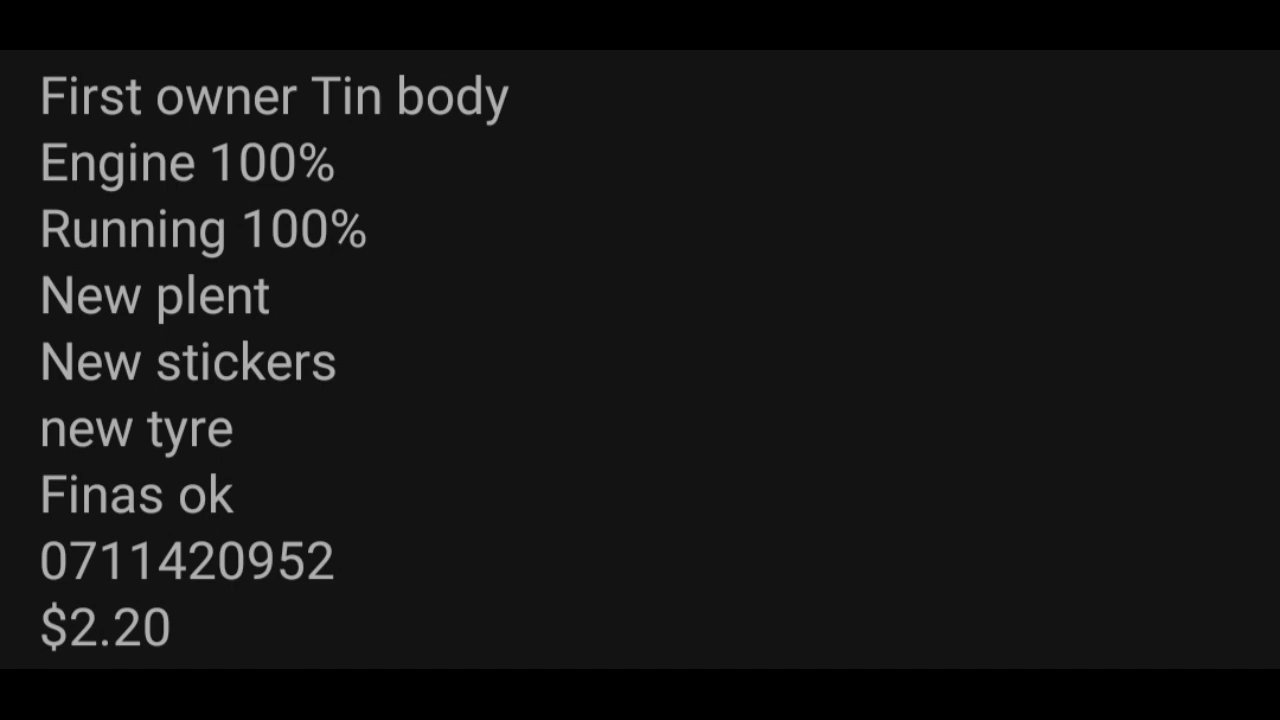 First owner Tin body
Engine 100%
Running 100%
New plent
New stickers
new tyre
Finas ok
0711420952
$2.20